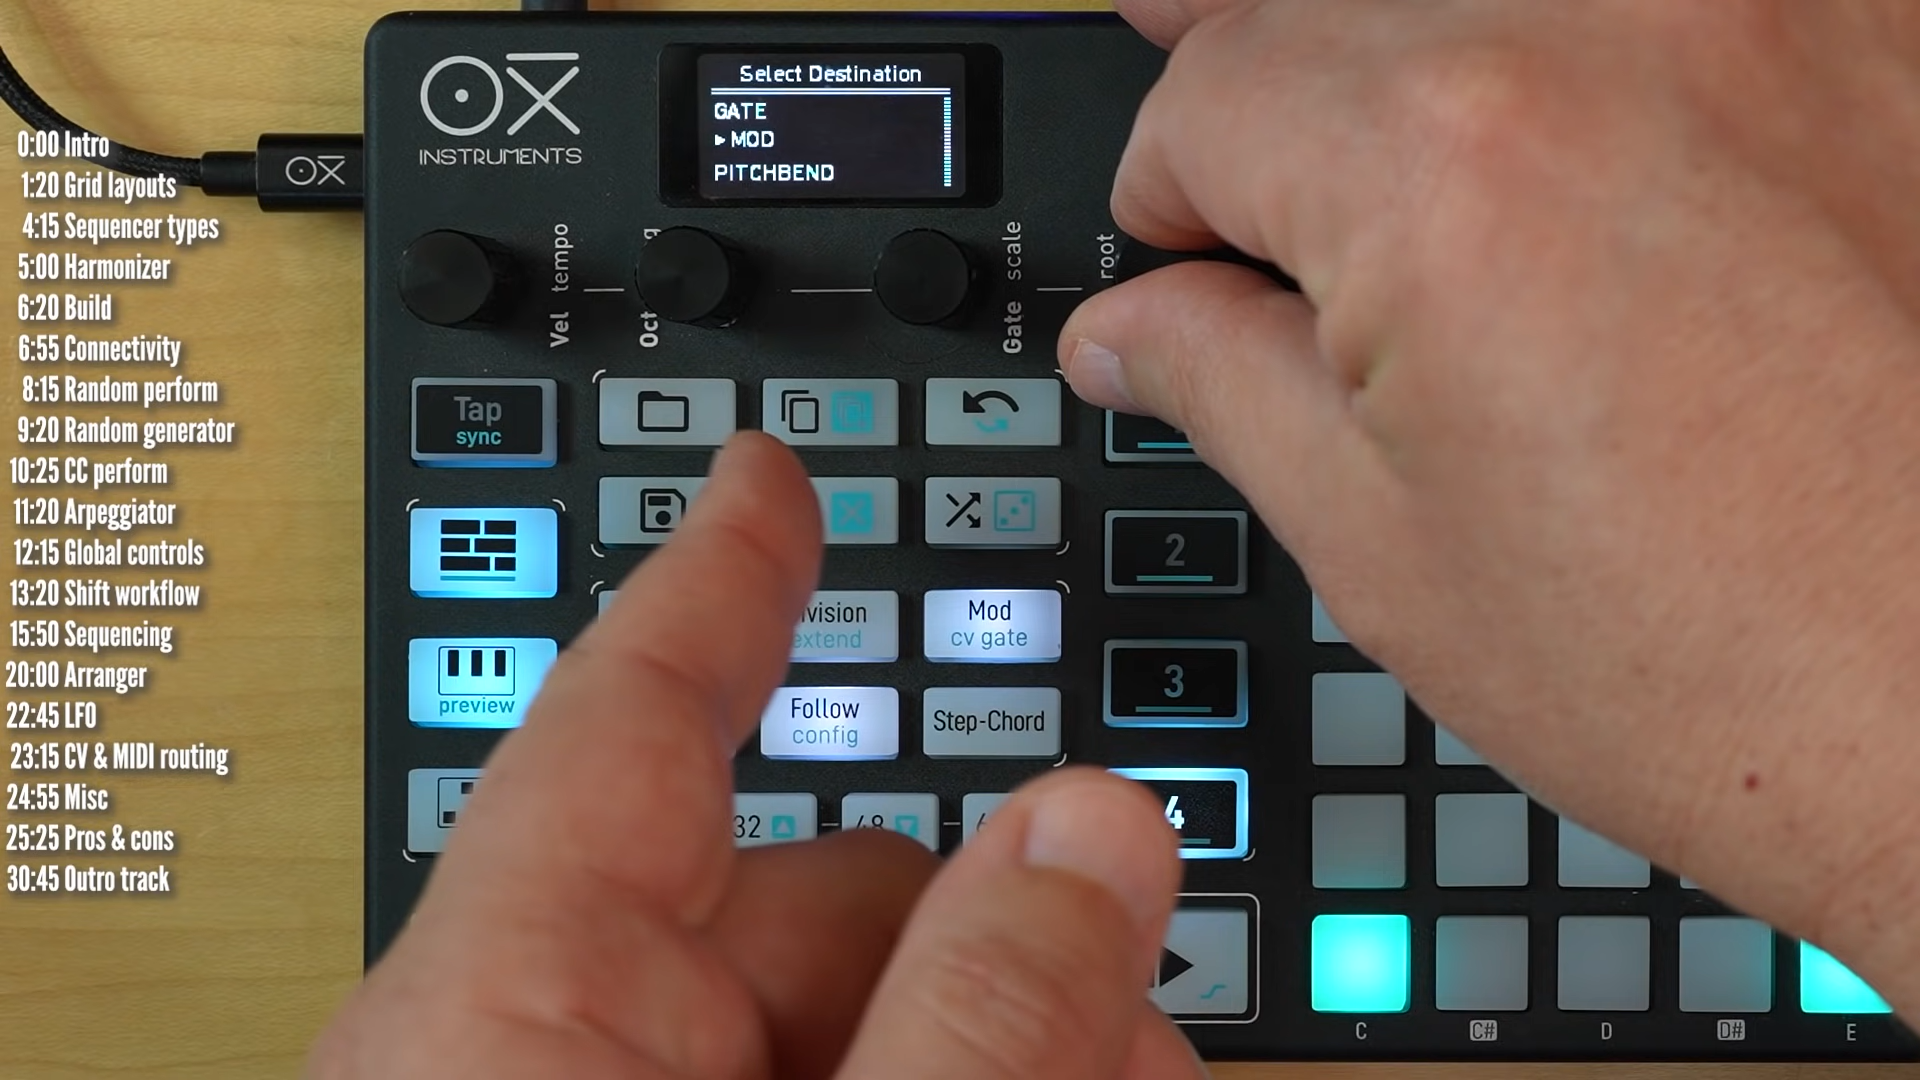 0:00 Intro
1:20 Grid layouts
4:15 Sequencer types
5:00 Harmonizer
6:20 Build
6:55 Connectivity
8:15 Random perform
9:20 Random generator
10:25 CC perform
11:20 Arpeggiator
12:15 Global controls
13:20 Shift workflow
15:50 Sequencing
20:00 Arranger
22:45 LFO
23:15 CV & MIDI routing
24:55 Misc
25:25 Pros & cons
30:45 Outro track
OXI
INSTRUMENTS
OXI
Select Destination
GATE
MOD
PITCHBEND
Vel tempo
Oct
Gate scale
root
Tap
sync
2
extend
Mod
cv gate
preview
3
Follow
config
Step-Chord
32
48
4
C
C#
D
D#
E